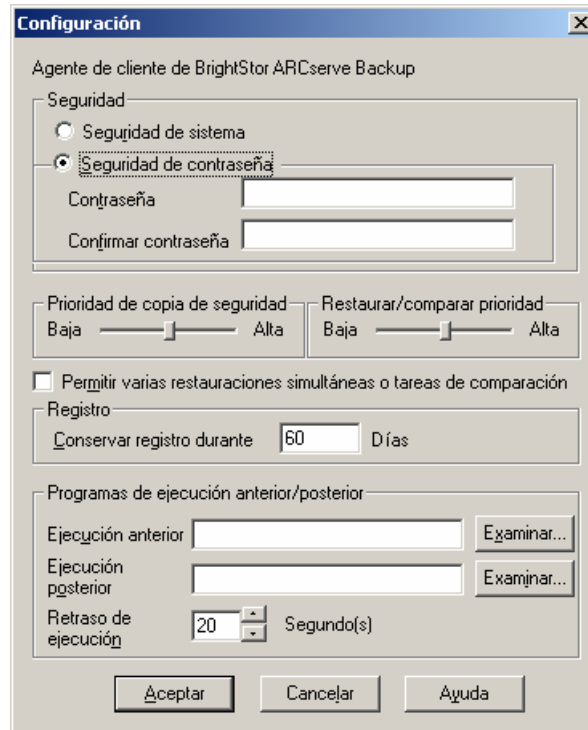 Configuración
Agente de cliente de BrightStor ARCserve Backup
Seguridad
Seguridad de sistema
Seguridad de contraseña
Contraseña
Confirmar contraseña
Prioridad de copia de seguridad
Baja Alta
Restaurar/comparar prioridad
Baja Alta
Permitir varias restauraciones simultáneas o tareas de comparación
Registro
Conservar registro durante 60 Días
Programas de ejecución anterior/posterior
Ejecución anterior Examinar...
Ejecución
posterior Examinar...
Retraso de
ejecución 20 Segundo(s)
Aceptar Cancelar Ayuda